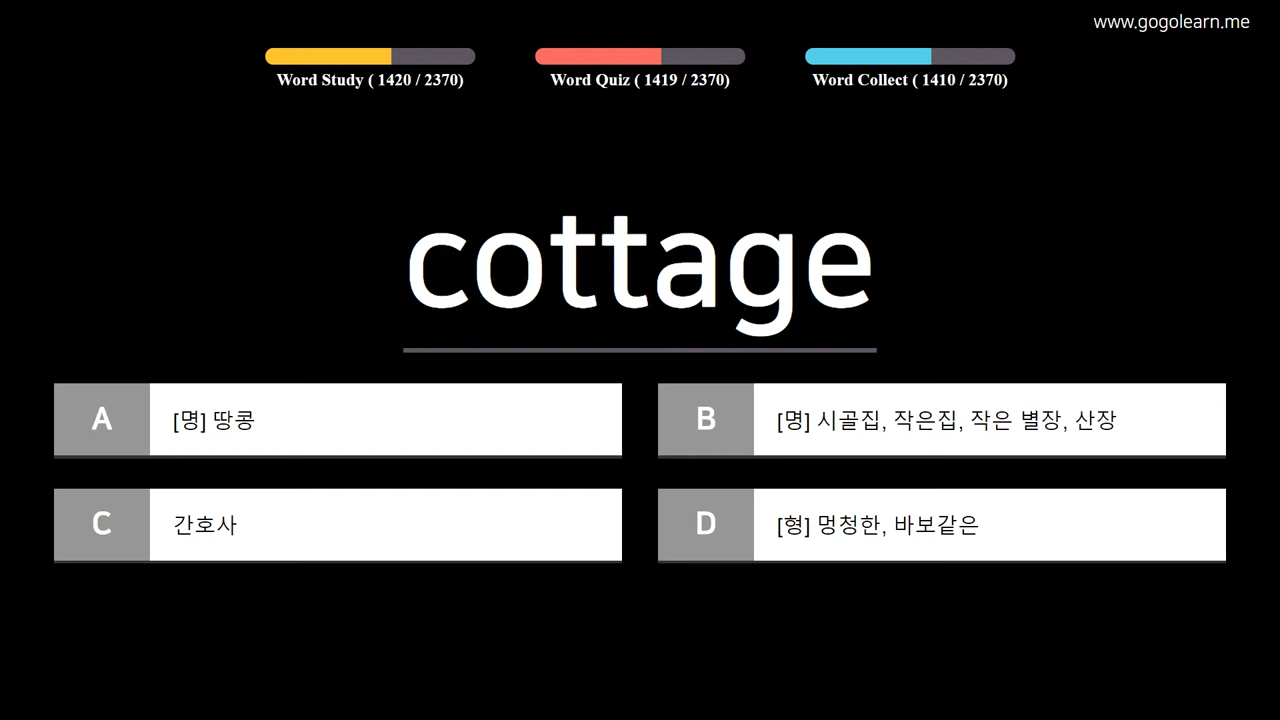 www.gogolearn.me
Word Study ( 1420 / 2370)
Word Quiz ( 1419 / 2370)
Word Collect ( 1410 / 2370)
cottage
A
[명] 땅콩
B
[명] 시골집, 작은집, 작은 별장, 산장
C
간호사
D
[형] 멍청한, 바보같은